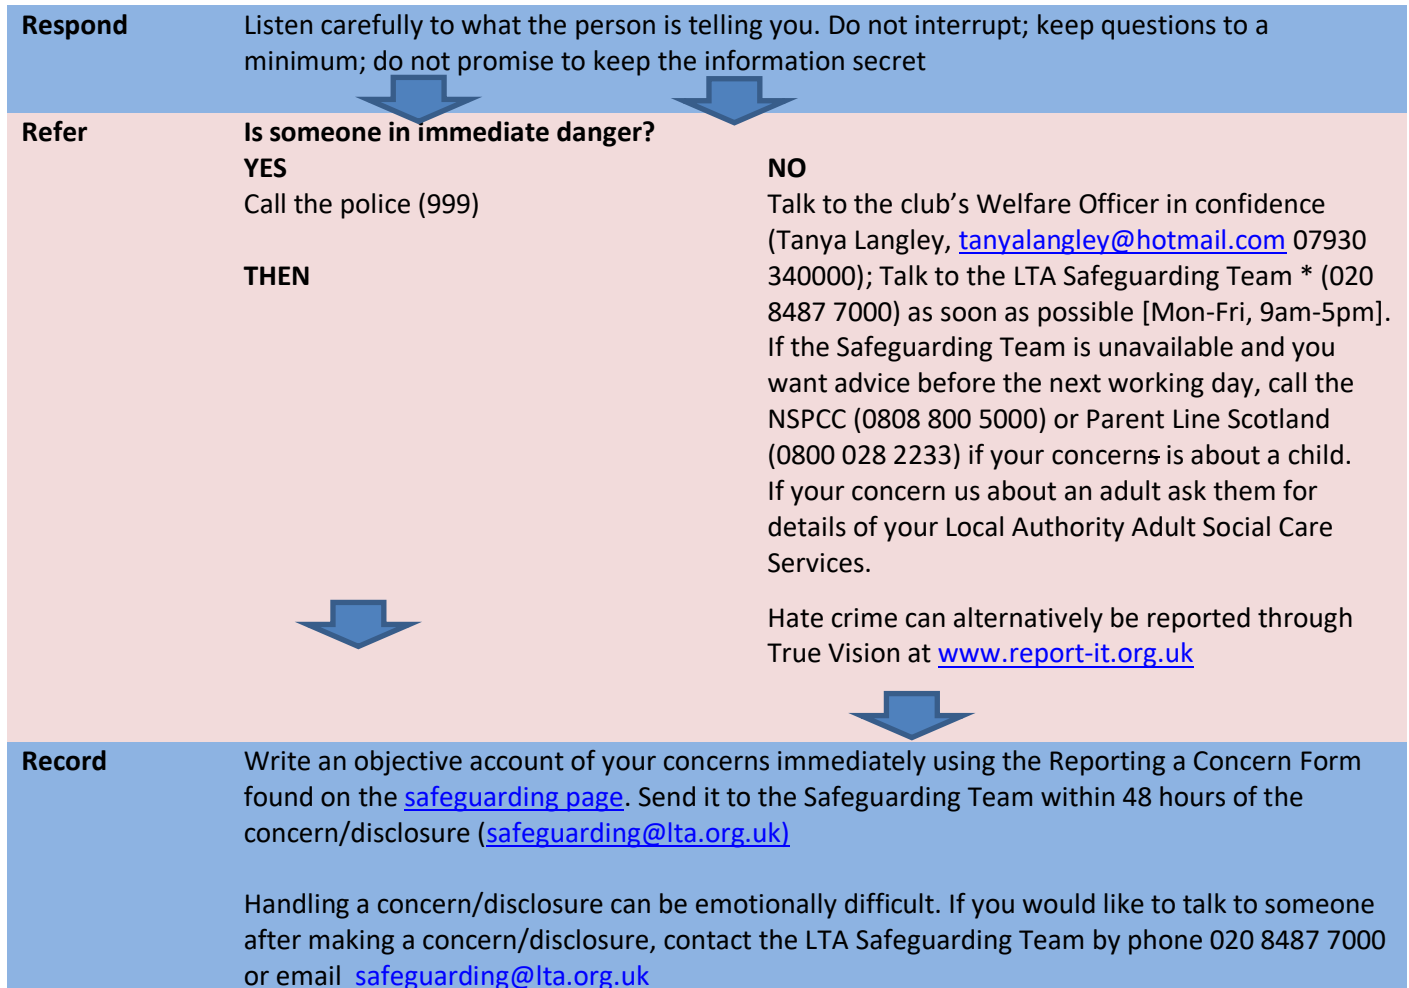 Respond
Listen carefully to what the person is telling you. Do not interrupt; keep questions to a
minimum; do not promise to keep the information secret
Refer
Is someone in immediate danger?
YES
Call the police (999)
THEN
NO
Talk to the club’s Welfare Officer in confidence
(Tanya Langley, tanyalangley@hotmail.com 07930
340000); Talk to the LTA Safeguarding Team * (020
8487 7000) as soon as possible [Mon-Fri, 9am-5pm].
If the Safeguarding Team is unavailable and you
want advice before the next working day, call the
NSPCC (0808 800 5000) or Parent Line Scotland
(0800 028 2233) if your concerns is about a child.
If your concern us about an adult ask them for
details of your Local Authority Adult Social Care
Services.
Hate crime can alternatively be reported through
True Vision at www.report-it.org.uk
Record
Write an objective account of your concerns immediately using the Reporting a Concern Form
found on the safeguarding page. Send it to the Safeguarding Team within 48 hours of the
concern/disclosure (safeguarding@lta.org.uk)
Handling a concern/disclosure can be emotionally difficult. If you would like to talk to someone
after making a concern/disclosure, contact the LTA Safeguarding Team by phone 020 8487 7000
or email safeguarding@lta.org.uk